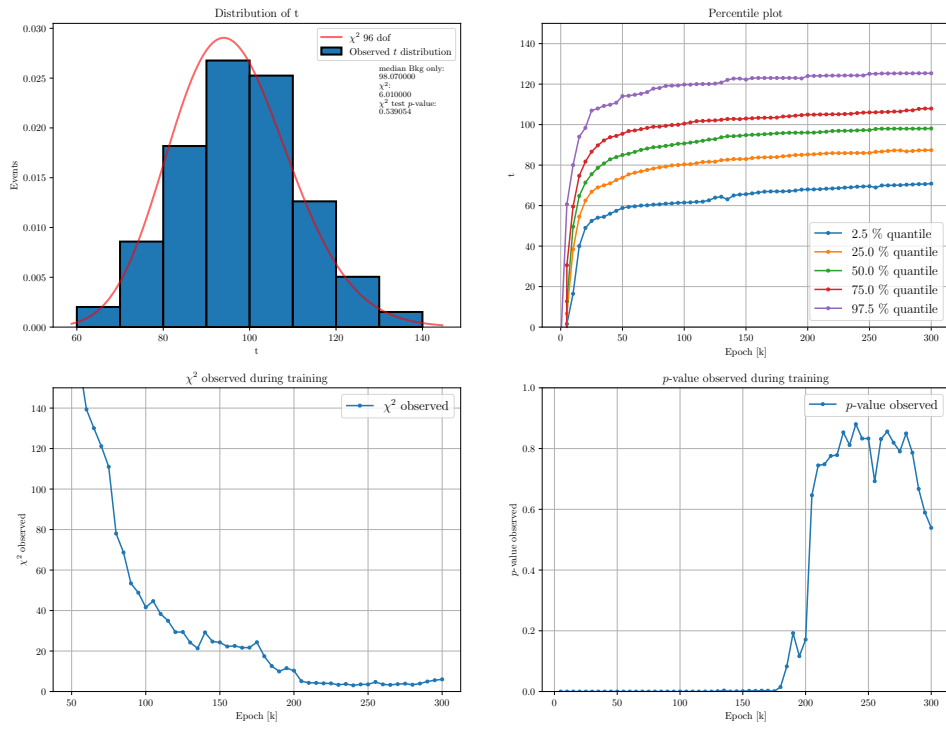 Distribution of t
0.030
0.025
0.020
0.015
0.010
0.005
0.000
Events
60
80
100
120
140
t
χ² 96 dof
Observed t distribution
median Bkg only:
98.070000
χ²:
6.010000
χ² test p-value:
0.539054
Percentile plot
140
120
100
80
60
40
20
0
t
0
50
100
150
200
250
300
Epoch [k]
2.5 % quantile
25.0 % quantile
50.0 % quantile
75.0 % quantile
97.5 % quantile
χ² observed during training
140
120
100
80
60
40
20
0
χ² observed
50
100
150
200
250
300
Epoch [k]
χ² observed
p-value observed during training
1.0
0.8
0.6
0.4
0.2
0.0
p-value observed
0
50
100
150
200
250
300
Epoch [k]
p-value observed